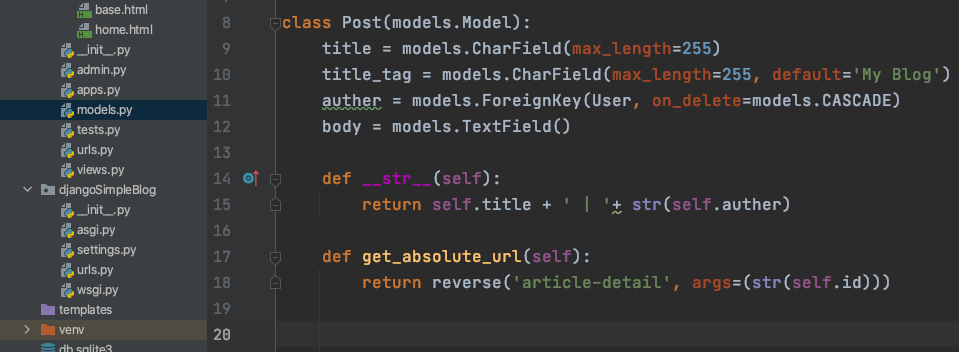 base.html
home.html
__init__.py
admin.py
apps.py
models.py
tests.py
urls.py
views.py
djangoSimpleBlog
__init__.py
asgi.py
settings.py
urls.py
wsgi.py
templates
venv
db.sqlite3
8 class Post(models.Model):
9 title = models.CharField(max_length=255)
10 title_tag = models.CharField(max_length=255, default='My Blog')
11 auther = models.ForeignKey(User, on_delete=models.CASCADE)
12 body = models.TextField()
13
14 def __str__(self):
15 return self.title + ' | '+ str(self.auther)
16
17 def get_absolute_url(self):
18 return reverse('article-detail', args=(str(self.id)))
19
20